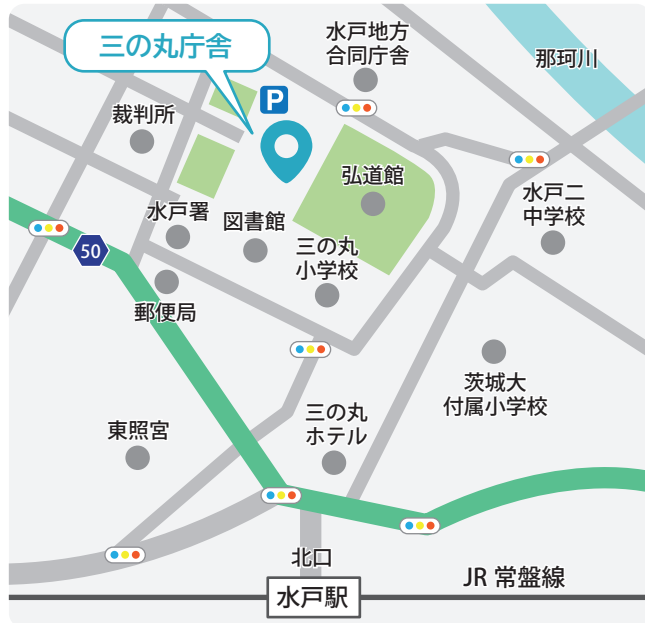 水戸地方
合同庁舎
那珂川
三の丸庁舎
P
裁判所
弘道館
水戸二
中学校
水戸署
図書館
三の丸
小学校
50
郵便局
茨城大
付属小学校
三の丸
ホテル
東照宮
北口
JR 常盤線
水戸駅